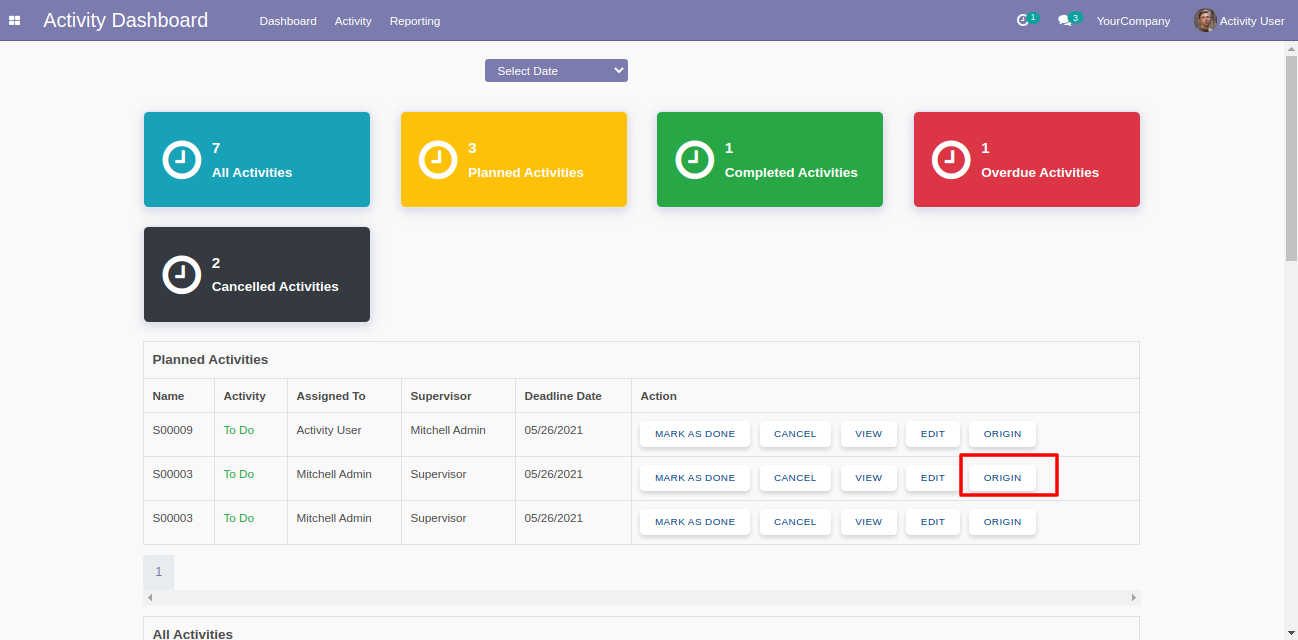 Activity Dashboard Dashboard Activity Reporting 1 3 YourCompany Activity User
Select Date
7
All Activities
3
Planned Activities
1
Completed Activities
1
Overdue Activities
2
Cancelled Activities
Planned Activities
Name Activity Assigned To Supervisor Deadline Date Action
S00009 To Do Activity User Mitchell Admin 05/26/2021 MARK AS DONE CANCEL VIEW EDIT ORIGIN
S00003 To Do Mitchell Admin Supervisor 05/26/2021 MARK AS DONE CANCEL VIEW EDIT ORIGIN
S00003 To Do Mitchell Admin Supervisor 05/26/2021 MARK AS DONE CANCEL VIEW EDIT ORIGIN
1
All Activities